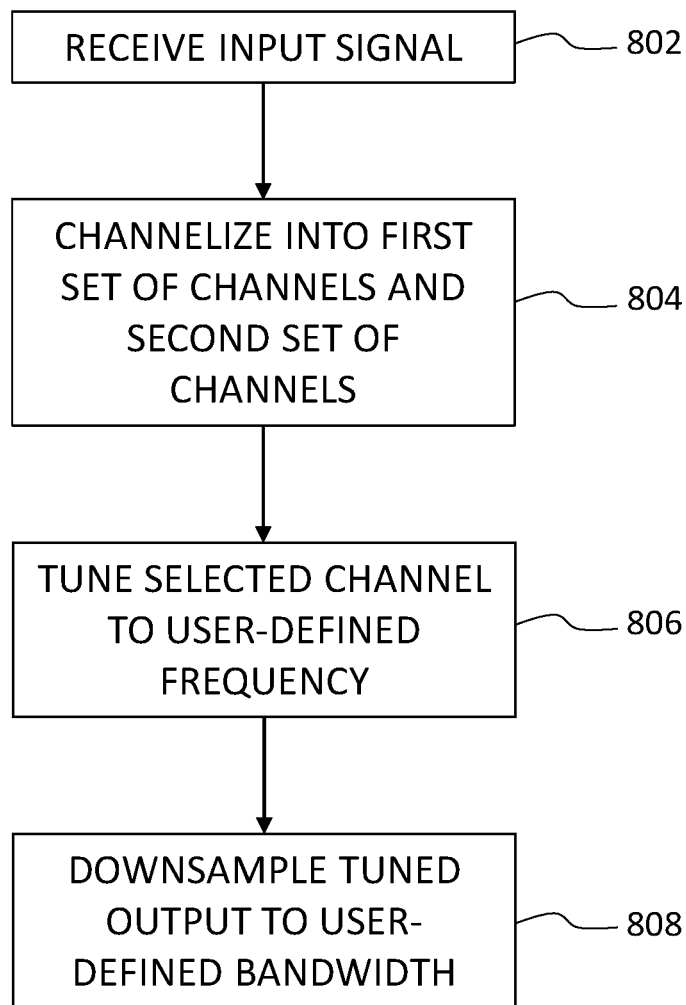 RECEIVE INPUT SIGNAL
802
CHANNELIZE INTO FIRST
SET OF CHANNELS AND
SECOND SET OF
CHANNELS
804
TUNE SELECTED CHANNEL
TO USER-DEFINED
FREQUENCY
806
DOWNSAMPLE TUNED
OUTPUT TO USER-
DEFINED BANDWIDTH
808